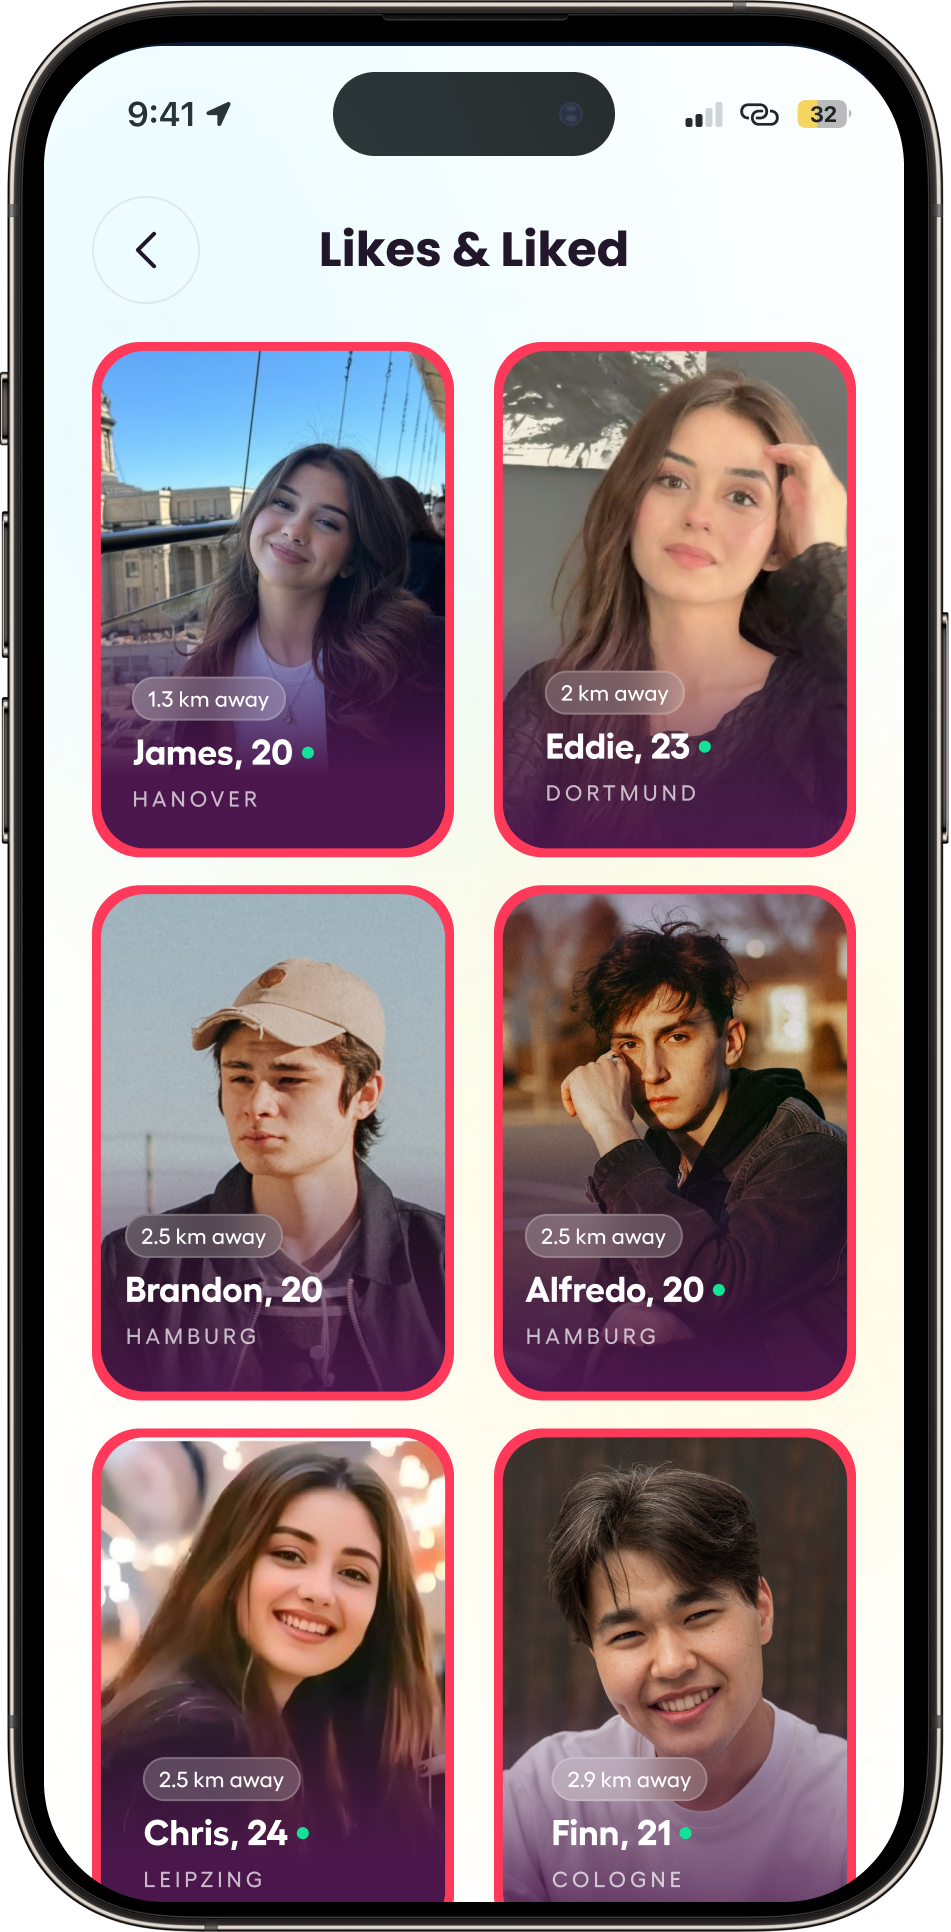 9:41
32
Likes & Liked
1.3 km away
James, 20
HANOVER
2 km away
Eddie, 23
DORTMUND
2.5 km away
Brandon, 20
HAMBURG
2.5 km away
Alfredo, 20
HAMBURG
2.5 km away
Chris, 24
LEIPZING
2.9 km away
Finn, 21
COLOGNE